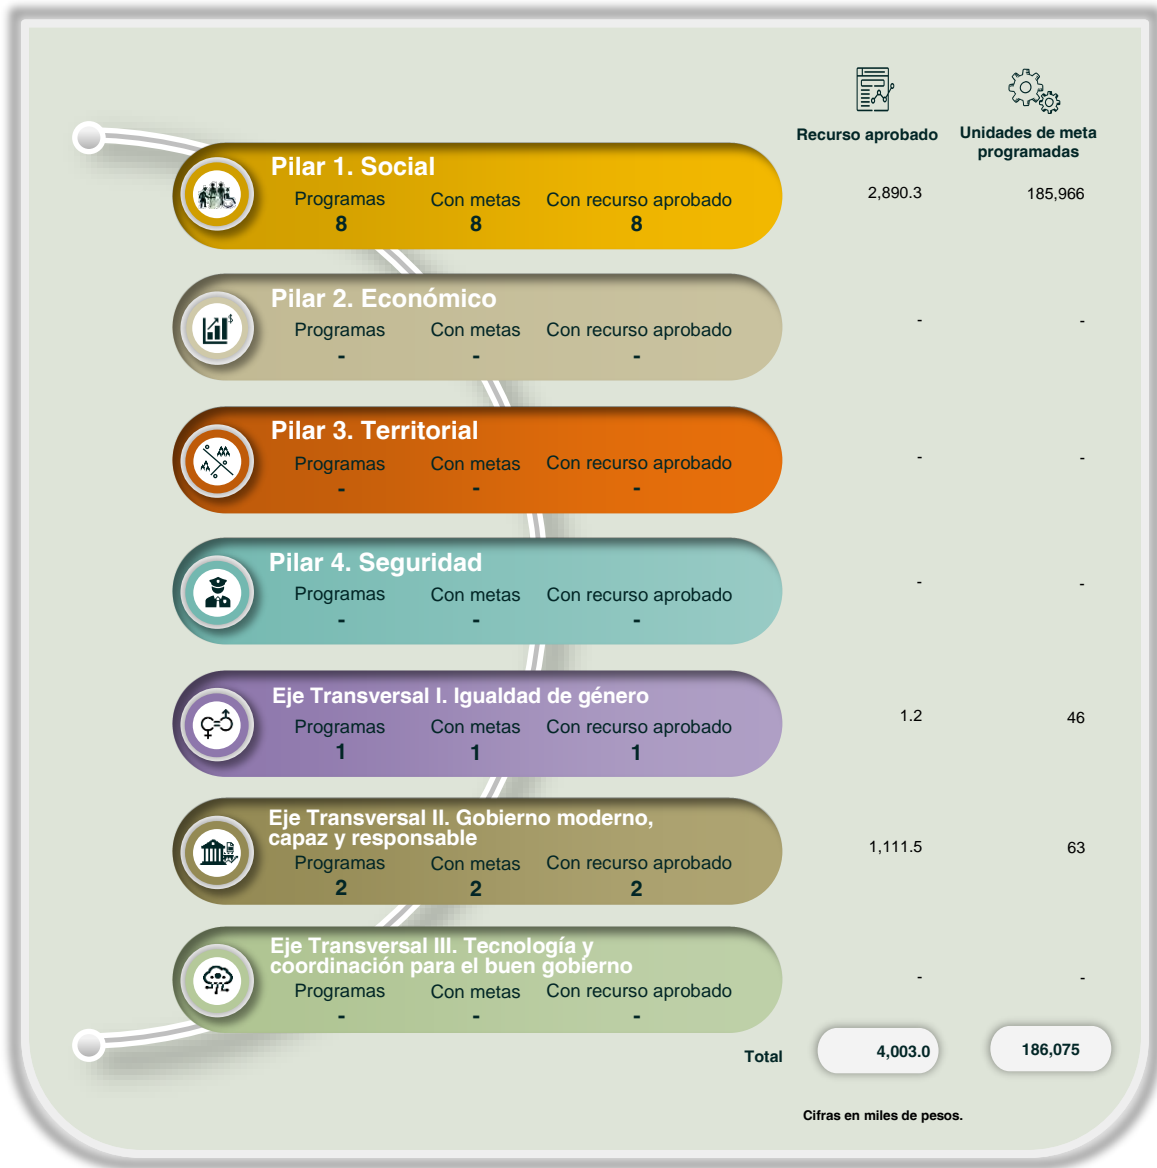 Recurso aprobado
Unidades de meta
programadas
Pilar 1. Social
Programas Con metas Con recurso aprobado
8 8 8
2,890.3 185,966
Pilar 2. Económico
Programas Con metas Con recurso aprobado
- - -
- -
Pilar 3. Territorial
Programas Con metas Con recurso aprobado
- - -
- -
Pilar 4. Seguridad
Programas Con metas Con recurso aprobado
- - -
- -
Eje Transversal I. Igualdad de género
Programas Con metas Con recurso aprobado
1 1 1
1.2 46
Eje Transversal II. Gobierno moderno,
capaz y responsable
Programas Con metas Con recurso aprobado
2 2 2
1,111.5 63
Eje Transversal III. Tecnología y
coordinación para el buen gobierno
Programas Con metas Con recurso aprobado
- - -
- -
Total 4,003.0 186,075
Cifras en miles de pesos.